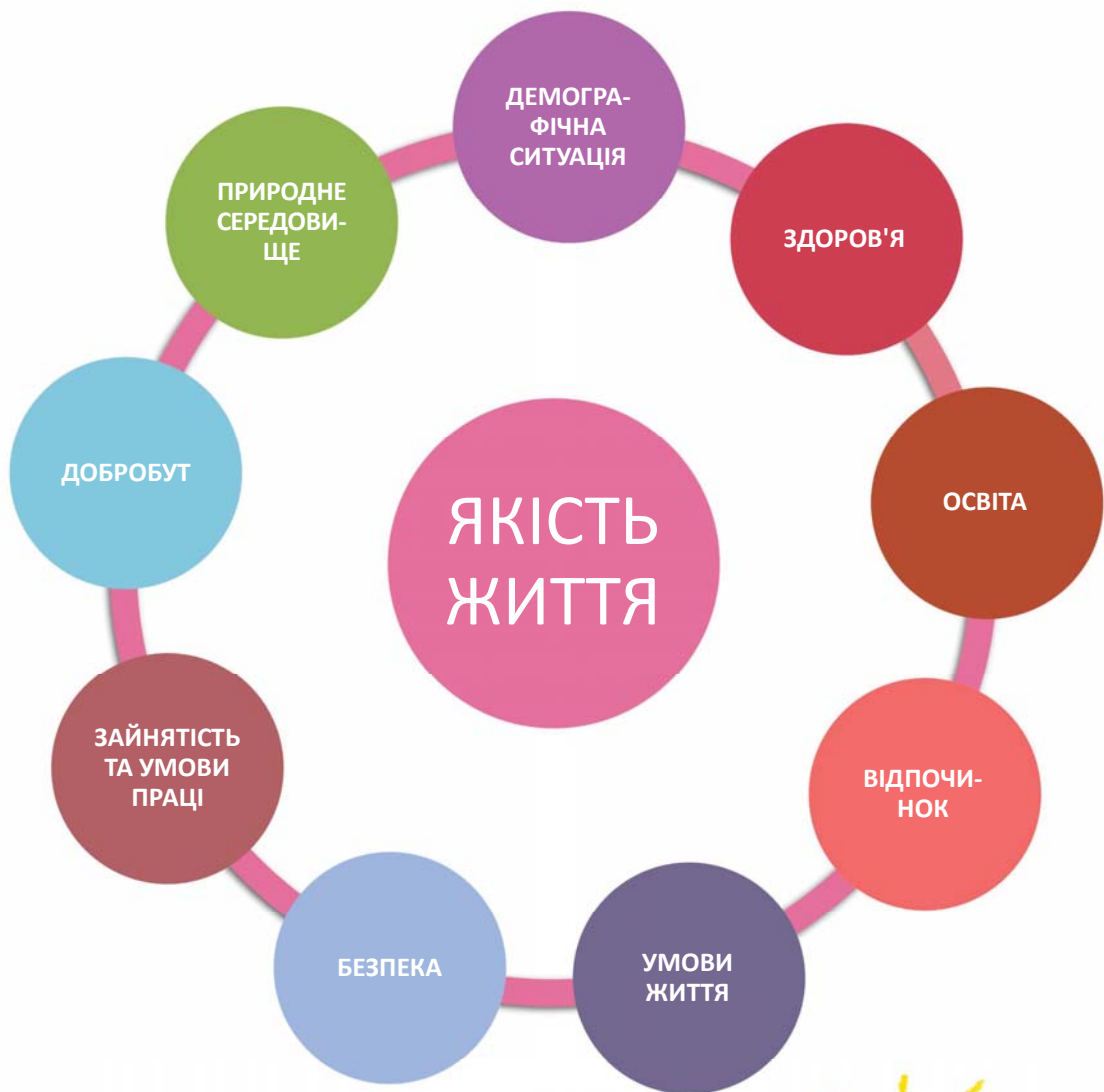 ДЕМОГРА-
ФІЧНА
СИТУАЦІЯ
ЗДОРОВ'Я
ОСВІТА
ВІДПОЧИ-
НОК
УМОВИ
ЖИТТЯ
БЕЗПЕКА
ЗАЙНЯТІСТЬ
ТА УМОВИ
ПРАЦІ
ДОБРОБУТ
ПРИРОДНЕ
СЕРЕДОВИ-
ЩЕ
ЯКІСТЬ
ЖИТТЯ